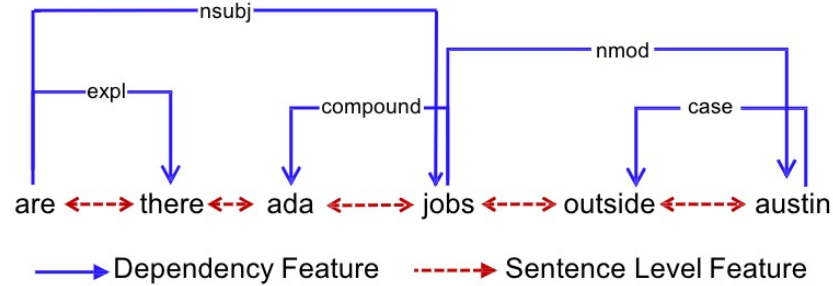 nsubj
nmod
expl
compound
case
are there ada jobs outside austin
Dependency Feature Sentence Level Feature